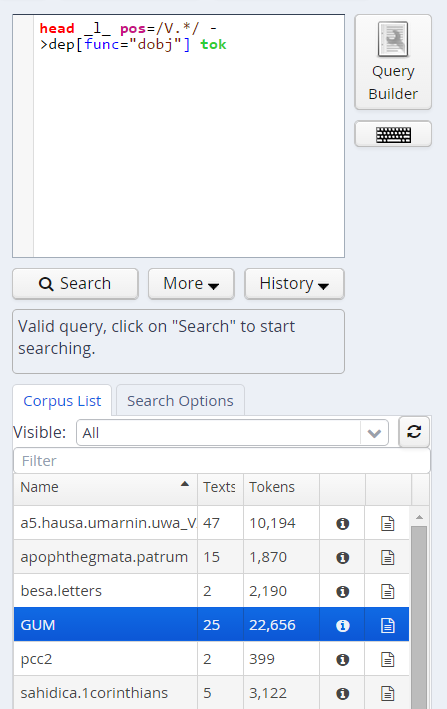 head _l_ pos=/V.*/ -
>dep[func="dobj"] tok
Query
Builder
Search
More
History
Valid query, click on "Search" to start
searching.
Corpus List
Search Options
Visible:
All
Filter
Name
Texts
Tokens
a5.hausa.umarnin.uwa_V
47
10,194
apophthegmata.patrum
15
1,870
besa.letters
2
2,190
GUM
25
22,656
pcc2
2
399
sahidica.1corinthians
5
3,122